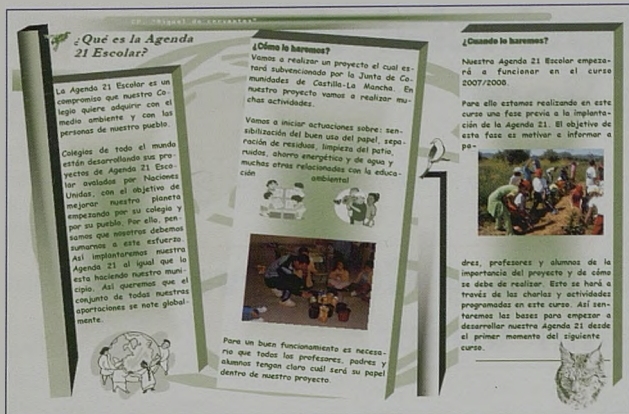 CP. "Miguel de cervantes"
¿Qué es la Agenda
21 Escolar?
La Agenda 21 Escolar es un
compromiso que nuestro Co-
legio quiere adquirir con el
medio ambiente y con las
personas de nuestro pueblo.
Colegios de todo el mundo
están desarrollando sus pro-
yectos de Agenda 21 Esco-
lar avalados por Naciones
Unidas, con el objetivo de
mejorar nuestro planeta
empezando por su colegio y
por su pueblo. Por ello, pen-
samos que nosotros debemos
sumarnos a este esfuerzo.
Así implantaremos nuestra
Agenda 21 al igual que lo
esta haciendo nuestro muni-
cipio. Así queremos que el
conjunto de todas nuestras
aportaciones se note global-
mente.
¿Cómo lo haremos?
Vamos a realizar un proyecto el cual es-
tará subvencionado por la Junta de Co-
munidades de Castilla-La Mancha. En
nuestro proyecto vamos a realizar mu-
chas actividades.
Vamos a iniciar actuaciones sobre: sen-
sibilización del buen uso del papel, sepa-
ración de residuos, limpieza del patio,
ruidos, ahorro energético y de agua y
muchas otras relacionadas con la educa-
ción ambiental
Para un buen funcionamiento es necesa-
rio que todos los profesores, padres y
alumnos tengan claro cuál será su papel
dentro de nuestro proyecto.
¿Cuando lo haremos?
Nuestra Agenda 21 Escolar empeza-
rá a funcionar en el curso
2007/2008.
Para ello estamos realizando en este
curso una fase previa a la implanta-
ción de la Agenda 21. El objetivo de
esta fase es motivar e informar a
pa-
dres, profesores y alumnos de la
importancia del proyecto y de cómo
se debe de realizar. Esto se hará a
través de las charlas y actividades
programadas en este curso. Así sen-
taremos las bases para empezar a
desarrollar nuestra Agenda 21 desde
el primer momento del siguiente
curso.